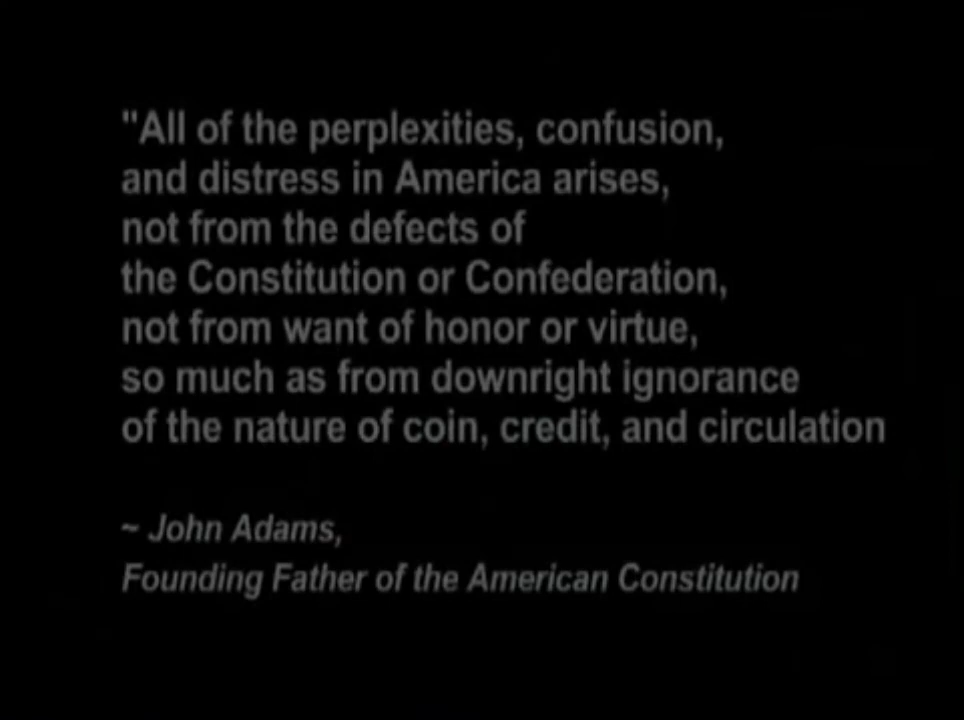 "All of the perplexities, confusion,
and distress in America arises,
not from the defects of
the Constitution or Confederation,
not from want of honor or virtue,
so much as from downright ignorance
of the nature of coin, credit, and circulation
~ John Adams,
Founding Father of the American Constitution